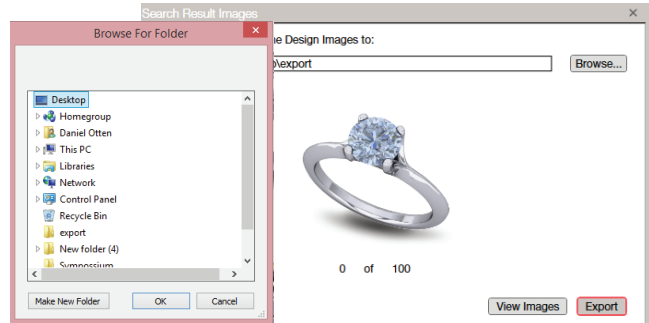 Search Result Images
Browse For Folder
Desktop
Homegroup
Daniel Otten
This PC
Libraries
Network
Control Panel
Recycle Bin
export
New folder (4)
Sympossium
Make New Folder
OK
Cancel
e Design Images to:
\export
Browse...
0 of 100
View Images
Export